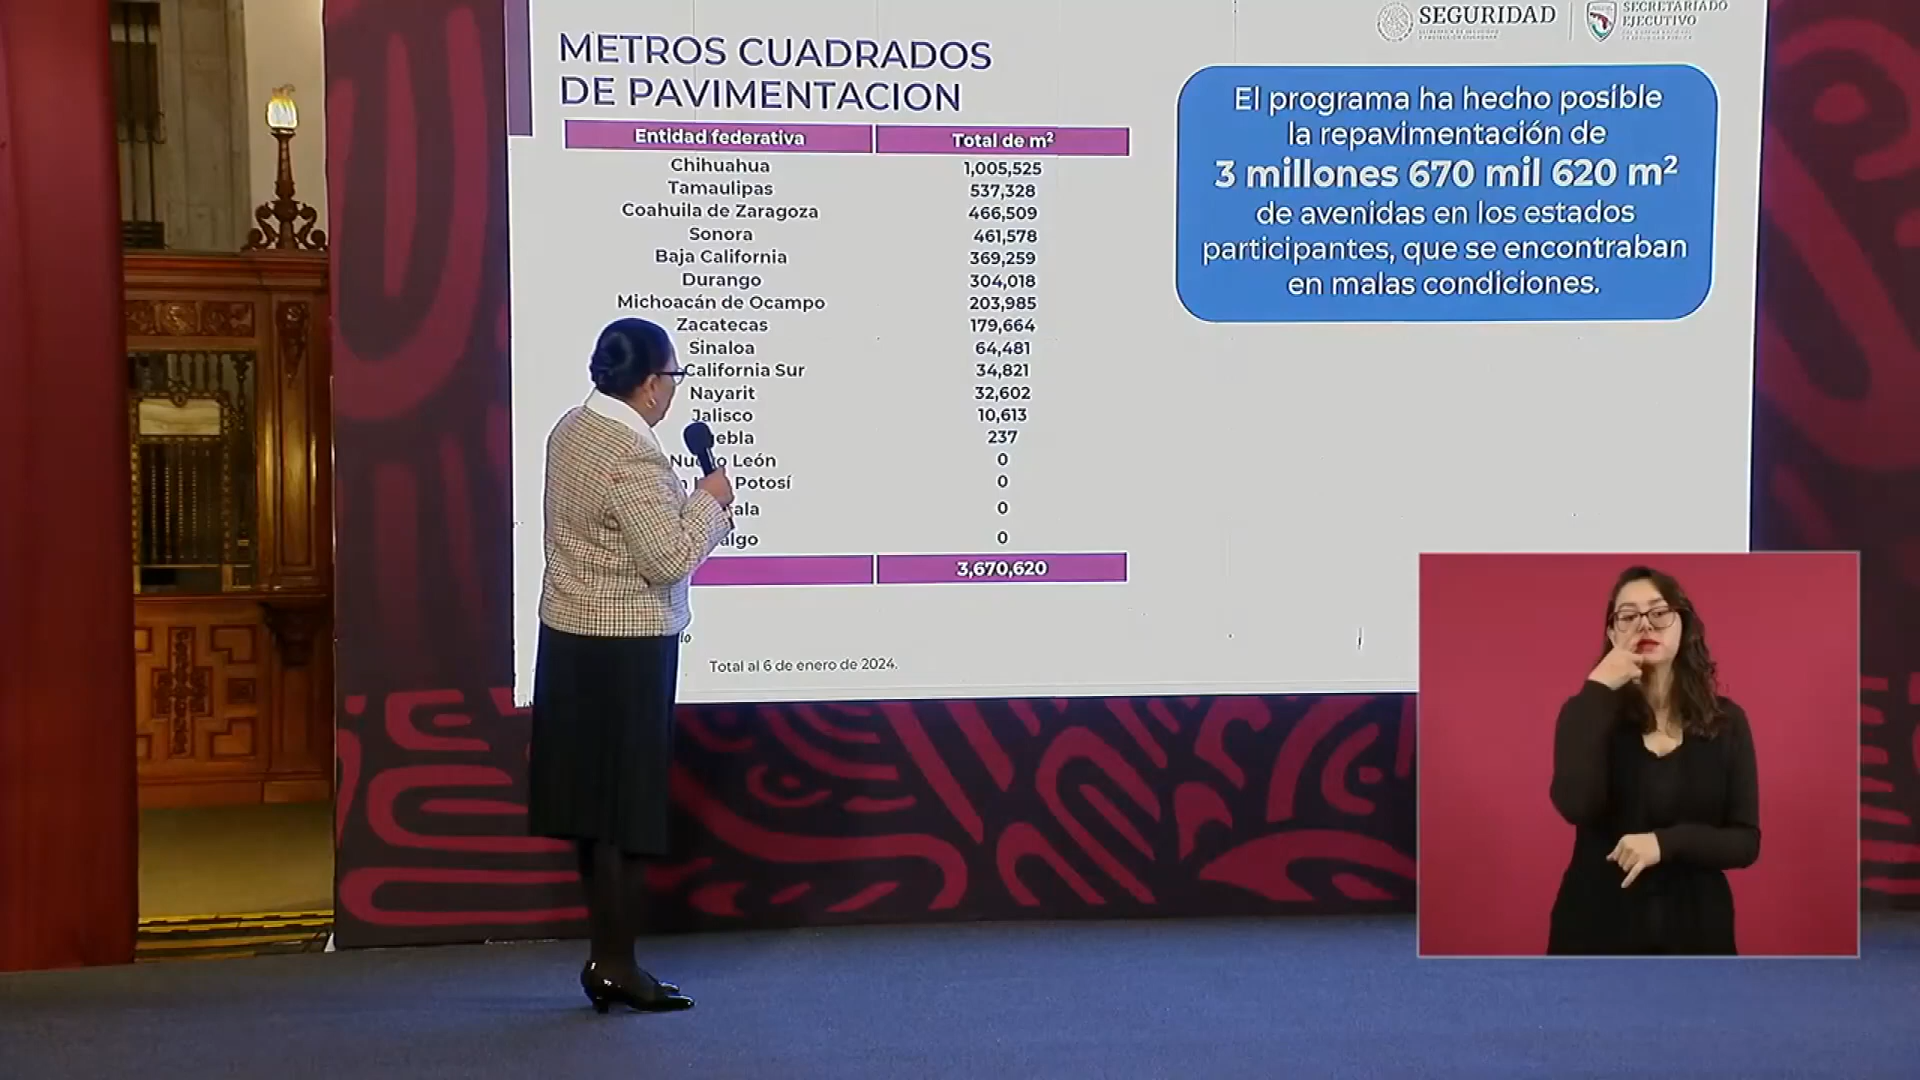 SEGURIDAD
SECRETARIADO
EJECUTIVO
METROS CUADRADOS
DE PAVIMENTACION
Entidad federativa Total de m²
Chihuahua 1,005,525
Tamaulipas 537,328
Coahuila de Zaragoza 466,509
Sonora 461,578
Baja California 369,259
Durango 304,018
Michoacán de Ocampo 203,985
Zacatecas 179,664
Sinaloa 64,481
California Sur 34,821
Nayarit 32,602
Jalisco 10,613
ebla 237
León 0
Potosí 0
ala 0
algo 0
3,670,620
Total al 6 de enero de 2024.
El programa ha hecho posible
la repavimentación de
3 millones 670 mil 620 m²
de avenidas en los estados
participantes, que se encontraban
en malas condiciones.